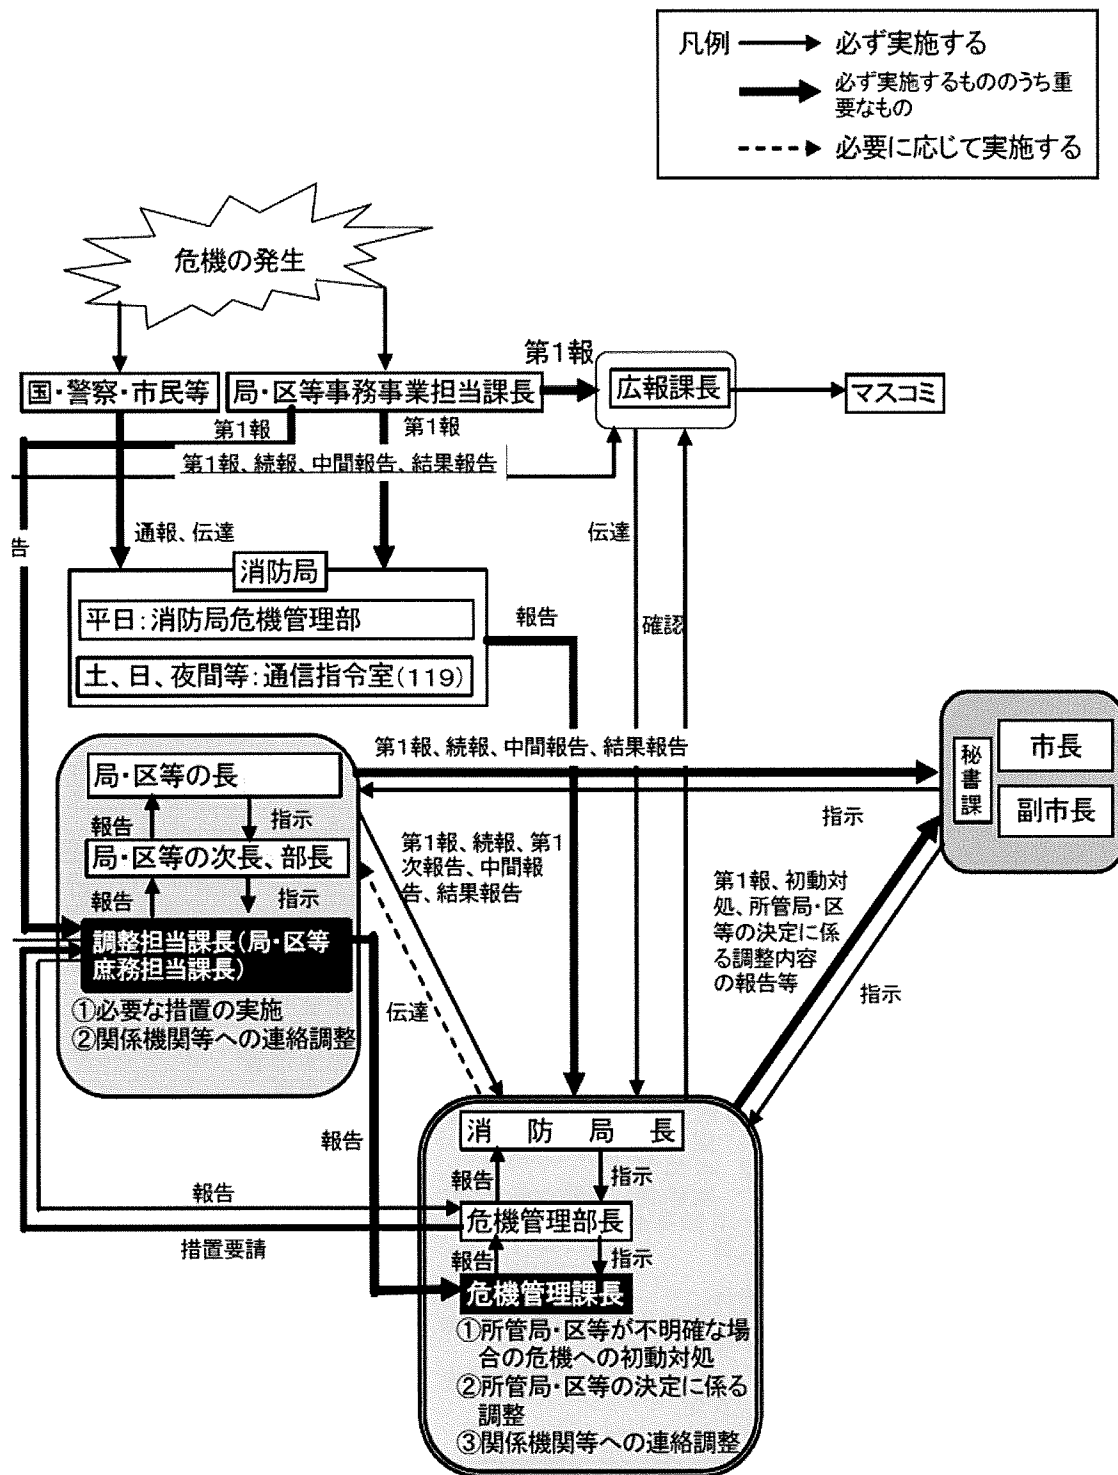 凡例
必ず実施する
必ず実施するもののうち重
要なもの
必要に応じて実施する
危機の発生
国・警察・市民等
局・区等事務事業担当課長
第1報
広報課長
マスコミ
第1報
第1報
第1報、続報、中間報告、結果報告
告
通報、伝達
伝達
消防局
平日:消防局危機管理部
土、日、夜間等:通信指令室(119)
報告
確認
第1報、続報、中間報告、結果報告
指示
秘書課
市長
副市長
局・区等の長
報告
指示
局・区等の次長、部長
報告
指示
調整担当課長(局・区等
庶務担当課長)
①必要な措置の実施
②関係機関等への連絡調整
第1報、続報、第1
次報告、中間報
告、結果報告
伝達
第1報、初動対
処、所管局・区
等の決定に係
る調整内容
の報告等
指示
報告
報告
措置要請
消防局長
報告
指示
危機管理部長
報告
指示
危機管理課長
①所管局・区等が不明確な場
合の危機への初動対処
②所管局・区等の決定に係る
調整
③関係機関等への連絡調整